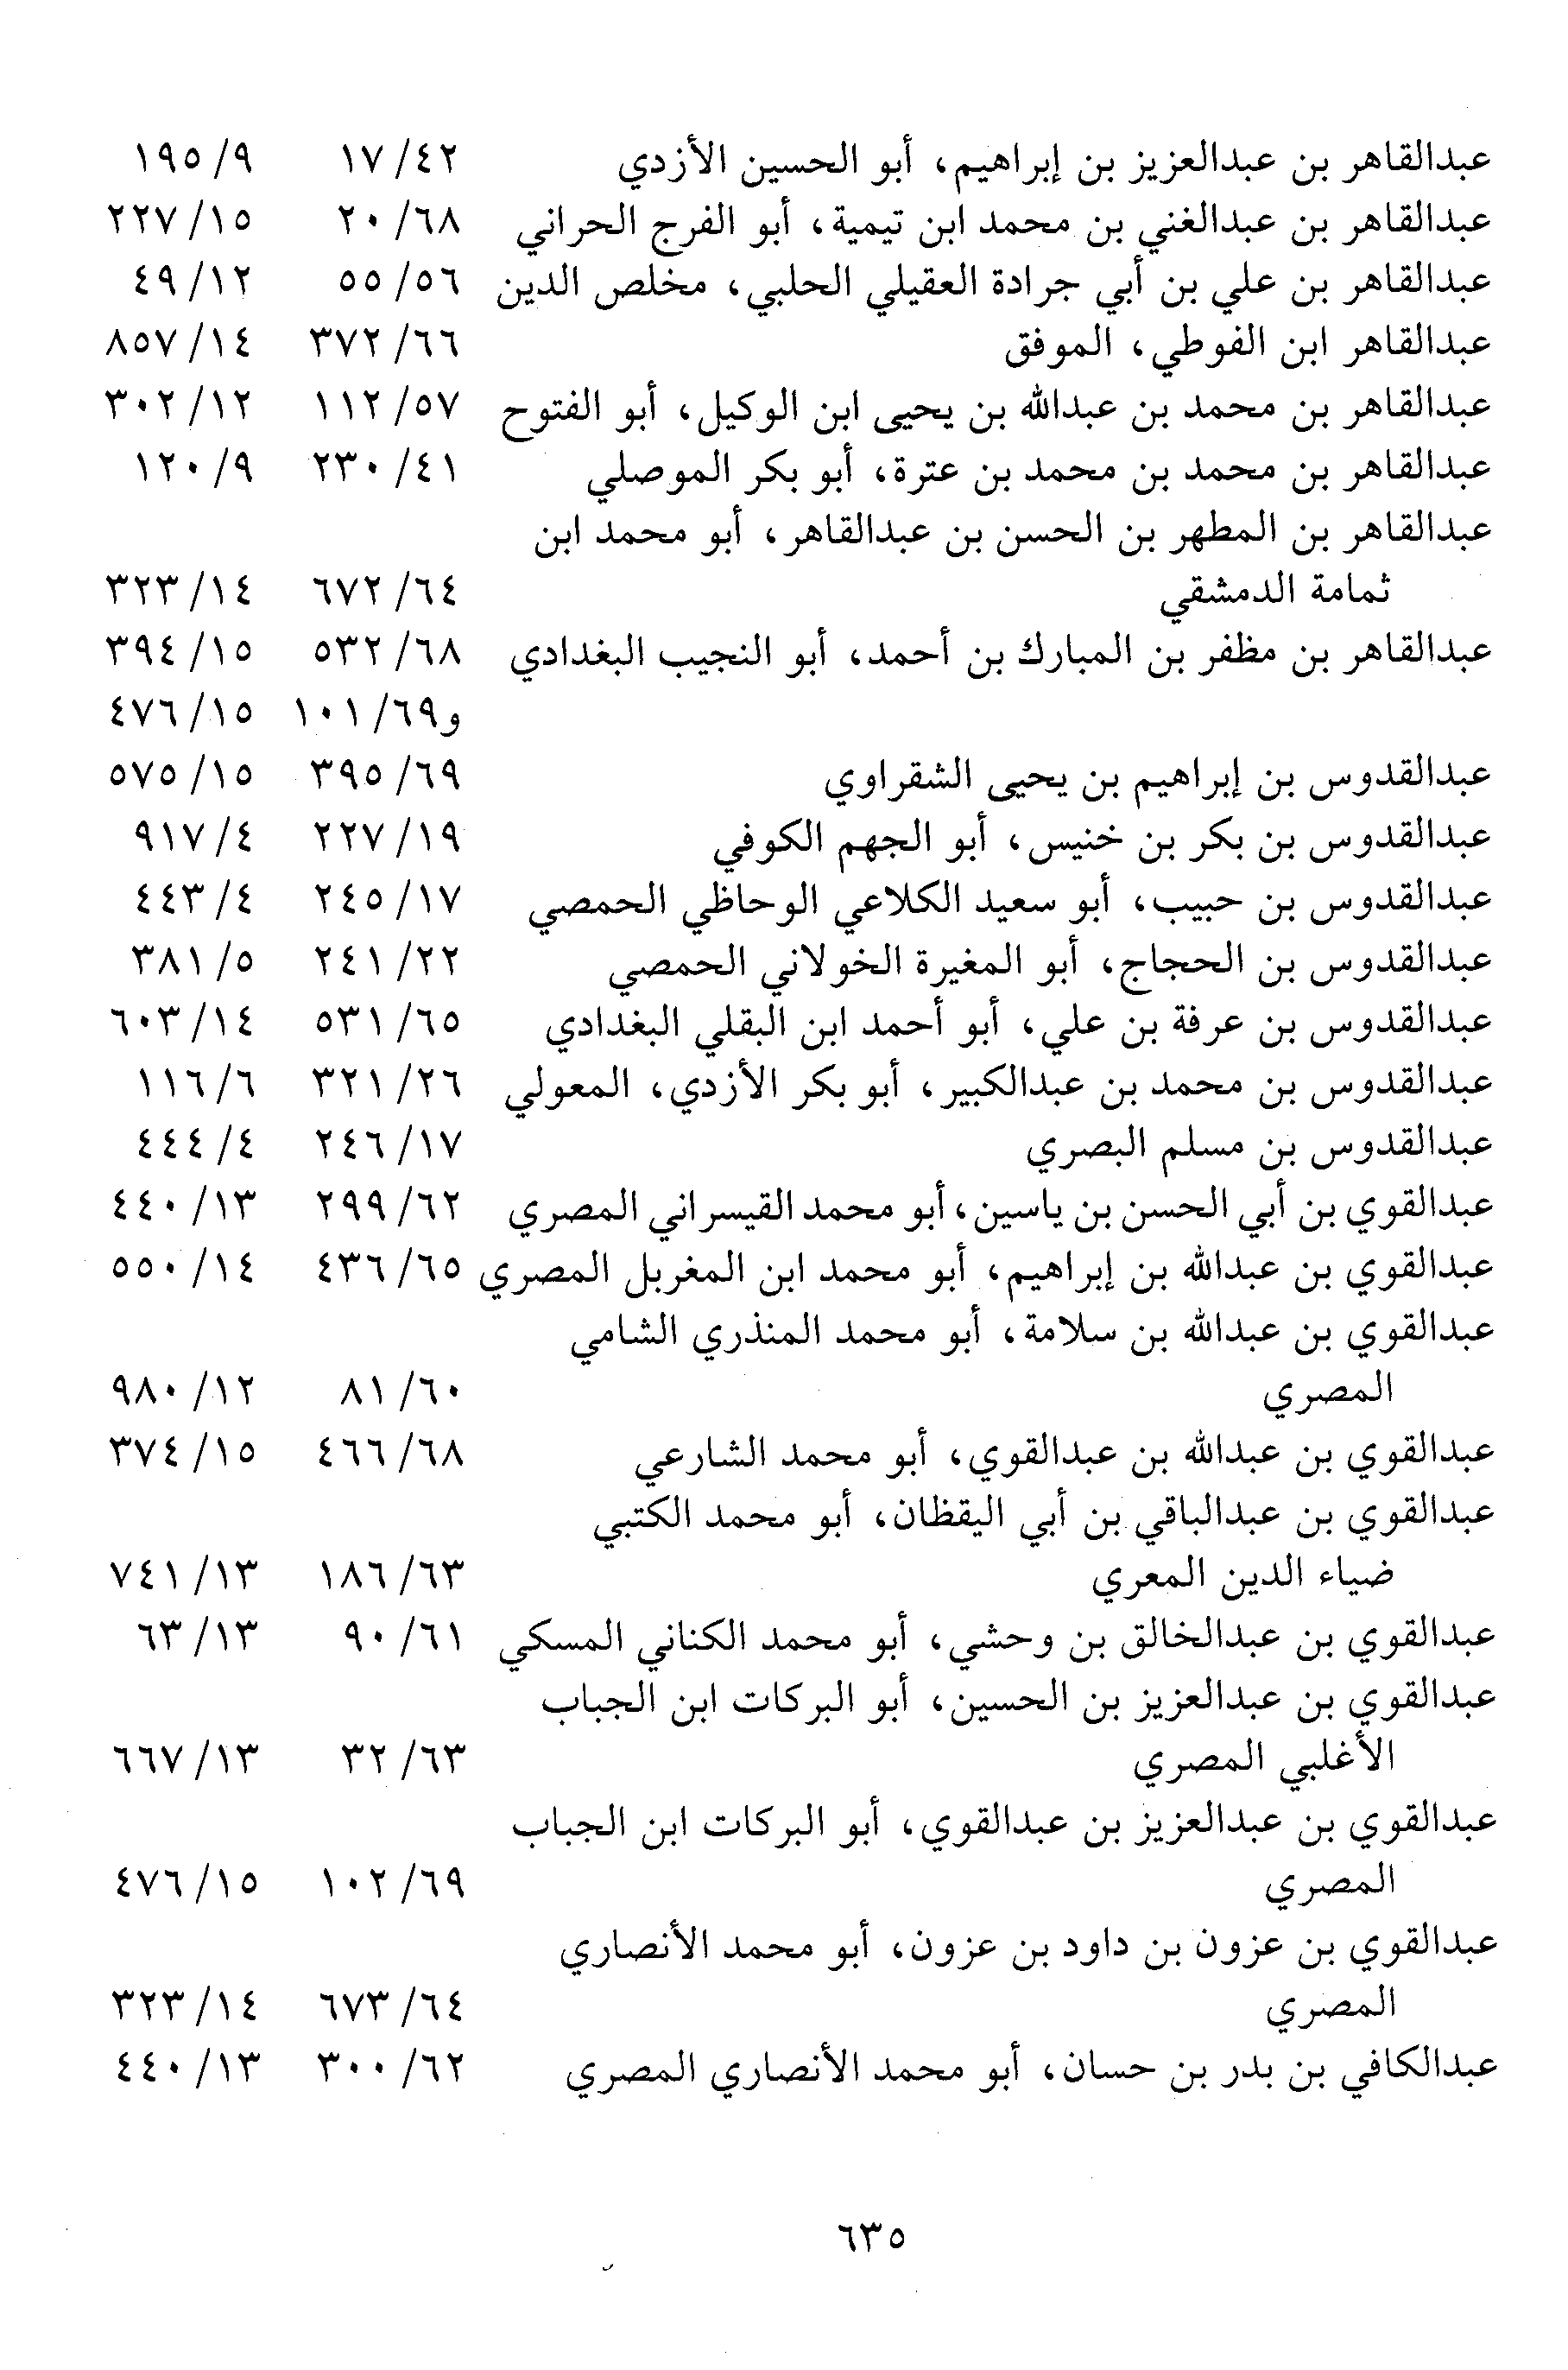 عبدالقاهر بن عبدالعزيز بن إبراهيم، أبو الحسين الأزدي ٤٢/ ١٧ ٩/ ١٩٥
عبدالقاهر بن عبدالغني بن محمد ابن تيمية، أبو الفرج الحراني ٦٨/ ٢٠ ١٥/ ٢٢٧
عبدالقاهر بن علي بن أبي جرادة العقيلي الحلبي، مخلص الدين ٥٦/ ٥٥ ١٢/ ٤٩
عبدالقاهر ابن الفوطي، الموفق ٦٦/ ٣٧٢ ١٤/ ٨٥٧
عبدالقاهر بن محمد بن عبدالله بن يحيى ابن الوكيل، أبو الفتوح ٥٧/ ١١٢ ١٢/ ٣٠٢
عبدالقاهر بن محمد بن محمد بن عترة، أبو بكر الموصلي ٤١/ ٢٣٠ ٩/ ١٢٠
عبدالقاهر بن المطهر بن الحسن بن عبدالقاهر، أبو محمد ابن
ثمامة الدمشقي ٦٤/ ٦٧٢ ١٤/ ٣٢٣
عبدالقاهر بن مظفر بن المبارك بن أحمد، أبو النجيب البغدادي ٦٨/ ٥٣٢ ١٥/ ٣٩٤
و٦٩/ ١٠١ ١٥/ ٤٧٦
عبدالقدوس بن إبراهيم بن يحيى الشقراوي ٦٩/ ٣٩٥ ١٥/ ٥٧٥
عبدالقدوس بن بكر بن خنيس، أبو الجهم الكوفي ١٩/ ٢٢٧ ٤/ ٩١٧
عبدالقدوس بن حبيب، أبو سعيد الكلاعي الوحاظي الحمصي ١٧/ ٢٤٥ ٤/ ٤٤٣
عبدالقدوس بن الحجاج، أبو المغيرة الخولاني الحمصي ٢٢/ ٢٤١ ٥/ ٣٨١
عبدالقدوس بن عرفة بن علي، أبو أحمد ابن البقلي البغدادي ٦٥/ ٥٣١ ١٤/ ٦٠٣
عبدالقدوس بن محمد بن عبدالكبير، أبو بكر الأزدي، المعولي ٢٦/ ٣٢١ ٦/ ١١٦
عبدالقدوس بن مسلم البصري ١٧/ ٢٤٦ ٤/ ٤٤٤
عبدالقوي بن أبي الحسن بن ياسين، أبو محمد القيسراني المصري ٦٢/ ٢٩٩ ١٣/ ٤٤٠
عبدالقوي بن عبدالله بن إبراهيم، أبو محمد ابن المغربل المصري ٦٥/ ٤٣٦ ١٤/ ٥٥٠
عبدالقوي بن عبدالله بن سلامة، أبو محمد المنذري الشامي
المصري ٦٠/ ٨١ ١٢/ ٩٨٠
عبدالقوي بن عبدالله بن عبدالقوي، أبو محمد الشارعي ٦٨/ ٤٦٦ ١٥/ ٣٧٤
عبدالقوي بن عبدالباقي بن أبي اليقظان، أبو محمد الكتبي
ضياء الدين المعري ٦٣/ ١٨٦ ١٣/ ٧٤١
عبدالقوي بن عبدالخالق بن وحشي، أبو محمد الكناني المسكي ٦١/ ٩٠ ١٣/ ٦٣
عبدالقوي بن عبدالعزيز بن الحسين، أبو البركات ابن الجباب
الأغلبي المصري ٦٣/ ٣٢ ١٣/ ٦٦٧
عبدالقوي بن عبدالعزيز بن عبدالقوي، أبو البركات ابن الجباب
المصري ٦٩/ ١٠٢ ١٥/ ٤٧٦
عبدالقوي بن عزون بن داود بن عزون، أبو محمد الأنصاري
المصري ٦٤/ ٦٧٣ ١٤/ ٣٢٣
عبدالكافي بن بدر بن حسان، أبو محمد الأنصاري المصري ٦٢/ ٣٠٠ ١٣/ ٤٤٠
٦٣٥